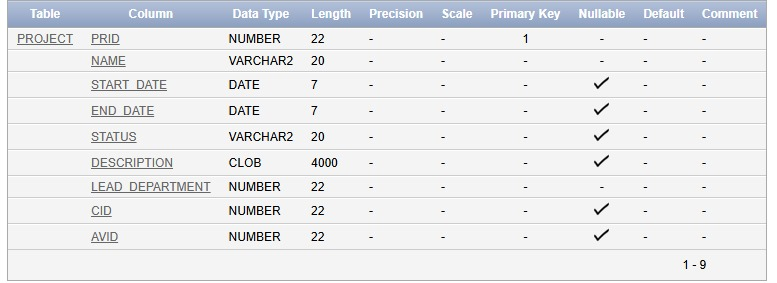 Table Column Data Type Length Precision Scale Primary Key Nullable Default Comment
PROJECT PRID NUMBER 22 - - 1 - - -
NAME VARCHAR2 20 - - - - - -
START_DATE DATE 7 - - - ✓ - -
END_DATE DATE 7 - - - ✓ - -
STATUS VARCHAR2 20 - - - ✓ - -
DESCRIPTION CLOB 4000 - - - ✓ - -
LEAD_DEPARTMENT NUMBER 22 - - - - - -
CID NUMBER 22 - - - ✓ - -
AVID NUMBER 22 - - - ✓ - -
1 - 9